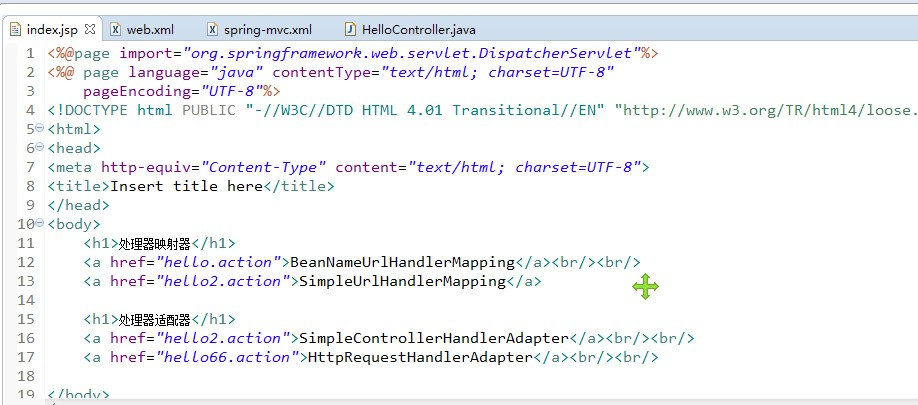 index.jsp web.xml spring-mvc.xml HelloController.java
1 <%@page import="org.springframework.web.servlet.DispatcherServlet"%>
2 <%@ page language="java" contentType="text/html; charset=UTF-8"
3 pageEncoding="UTF-8"%>
4 <!DOCTYPE html PUBLIC "-//W3C//DTD HTML 4.01 Transitional//EN" "http://www.w3.org/TR/html4/loose.
5 <html>
6 <head>
7 <meta http-equiv="Content-Type" content="text/html; charset=UTF-8">
8 <title>Insert title here</title>
9 </head>
10 <body>
11 <h1>处理器映射器</h1>
12 <a href="hello.action">BeanNameUrlHandlerMapping</a><br/><br/>
13 <a href="hello2.action">SimpleUrlHandlerMapping</a>
14
15 <h1>处理器适配器</h1>
16 <a href="hello2.action">SimpleControllerHandlerAdapter</a><br/><br/>
17 <a href="hello66.action">HttpRequestHandlerAdapter</a><br/><br/>
18
19 </body>